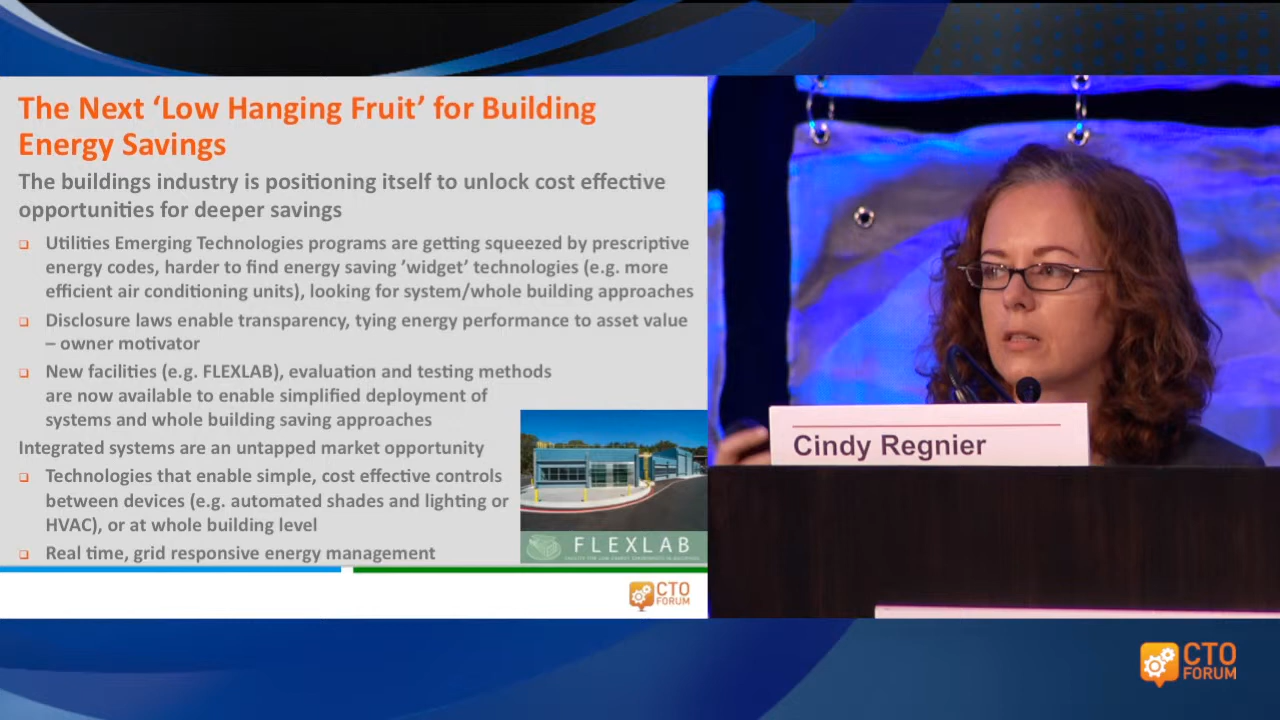 The Next ‘Low Hanging Fruit’ for Building
Energy Savings
The buildings industry is positioning itself to unlock cost effective
opportunities for deeper savings
Utilities Emerging Technologies programs are getting squeezed by prescriptive
energy codes, harder to find energy saving ’widget’ technologies (e.g. more
efficient air conditioning units), looking for system/whole building approaches
Disclosure laws enable transparency, tying energy performance to asset value
– owner motivator
New facilities (e.g. FLEXLAB), evaluation and testing methods
are now available to enable simplified deployment of
systems and whole building saving approaches
Integrated systems are an untapped market opportunity
Technologies that enable simple, cost effective controls
between devices (e.g. automated shades and lighting or
HVAC), or at whole building level
Real time, grid responsive energy management
FLEXLAB
CTO
FORUM
Cindy Regnier
CTO
FORUM